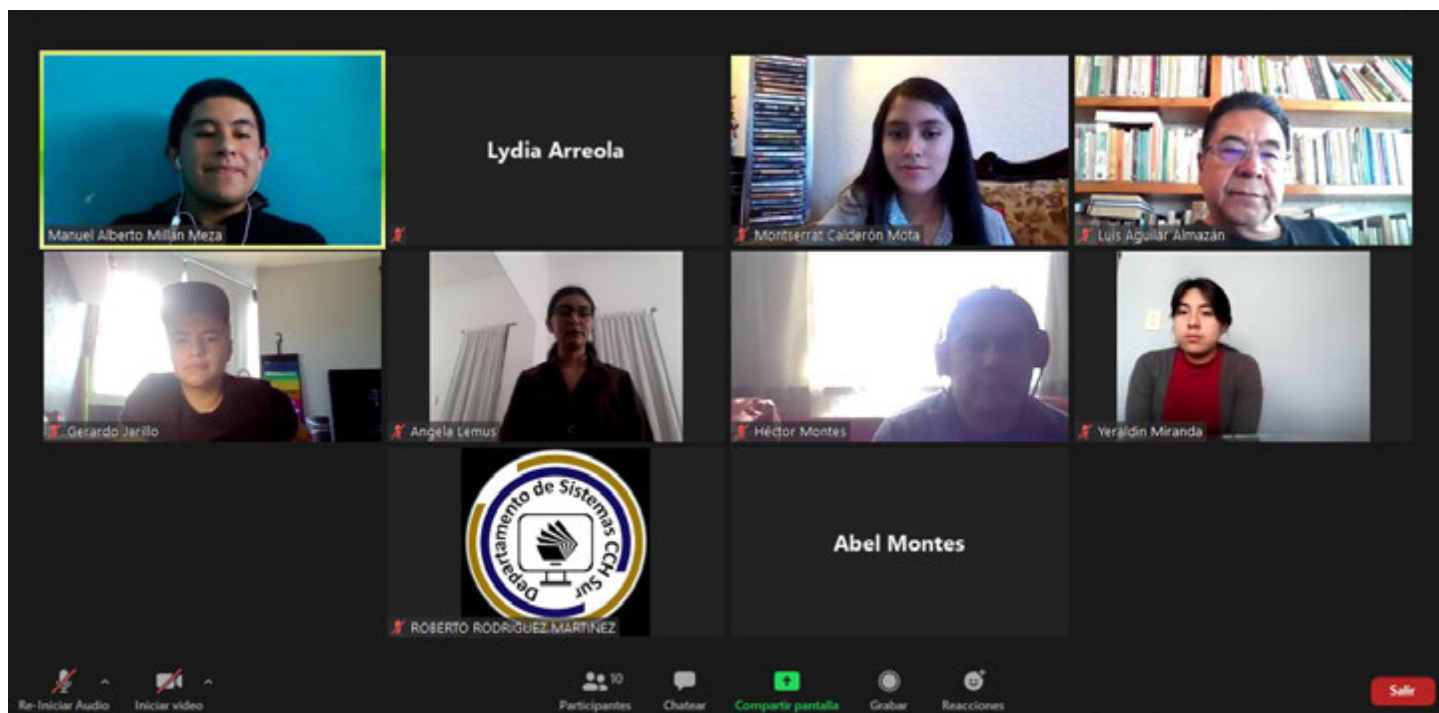 Manuel Alberto Millán Meza
Lydia Arreola
Montserrat Calderón Mota
Luis Aguilar Almazán
Gerardo Jarillo
Angela Lemus
Héctor Montes
Yeraldin Miranda
Departamento de Sistemas CCH Sur
ROBERTO RODRIGUEZ MARTINEZ
Abel Montes
Re-Iniciar Audio
Iniciar video
10
Participantes
Chatear
Compartir pantalla
Grabar
Reacciones
Salir